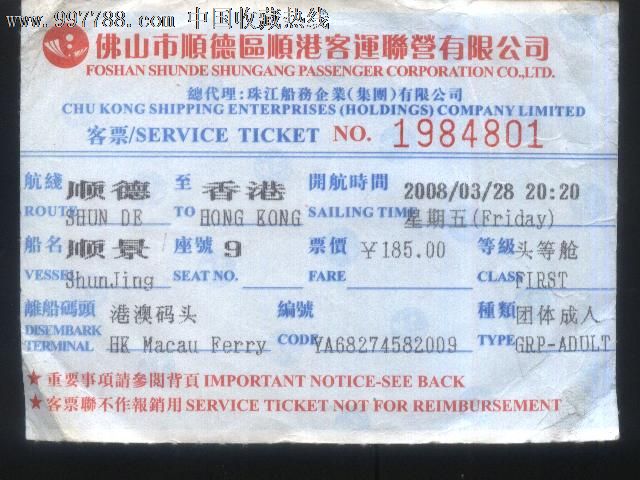 www.997788.com 中国收藏热线
佛山市順德區順港客運聯營有限公司
FOSHAN SHUNDE SHUNGANG PASSENGER CORPORATION CO.,LTD.
總代理:珠江船務企業(集團)有限公司
CHU KONG SHIPPING ENTERPRISES (HOLDINGS) COMPANY LIMITED
客票/SERVICE TICKET NO. 1984801
航綫 顺德 至 香港 開航時間 2008/03/28 20:20
ROUTE SHUN DE TO HONG KONG SAILING TIME 星期五(Friday)
船名 顺景 座號 9 票價 ￥185.00 等級 头等舱
VESSEL ShunJing SEAT NO. FARE CLASS FIRST
離船碼頭 港澳码头 編號 種類 团体成人
DISEMBARK
TERMINAL HK Macau Ferry CODE YA68274582009 TYPE GRP-ADULT
★重要事項請參閱背頁 IMPORTANT NOTICE-SEE BACK
★客票聯不作報銷用 SERVICE TICKET NOT FOR REIMBURSEMENT